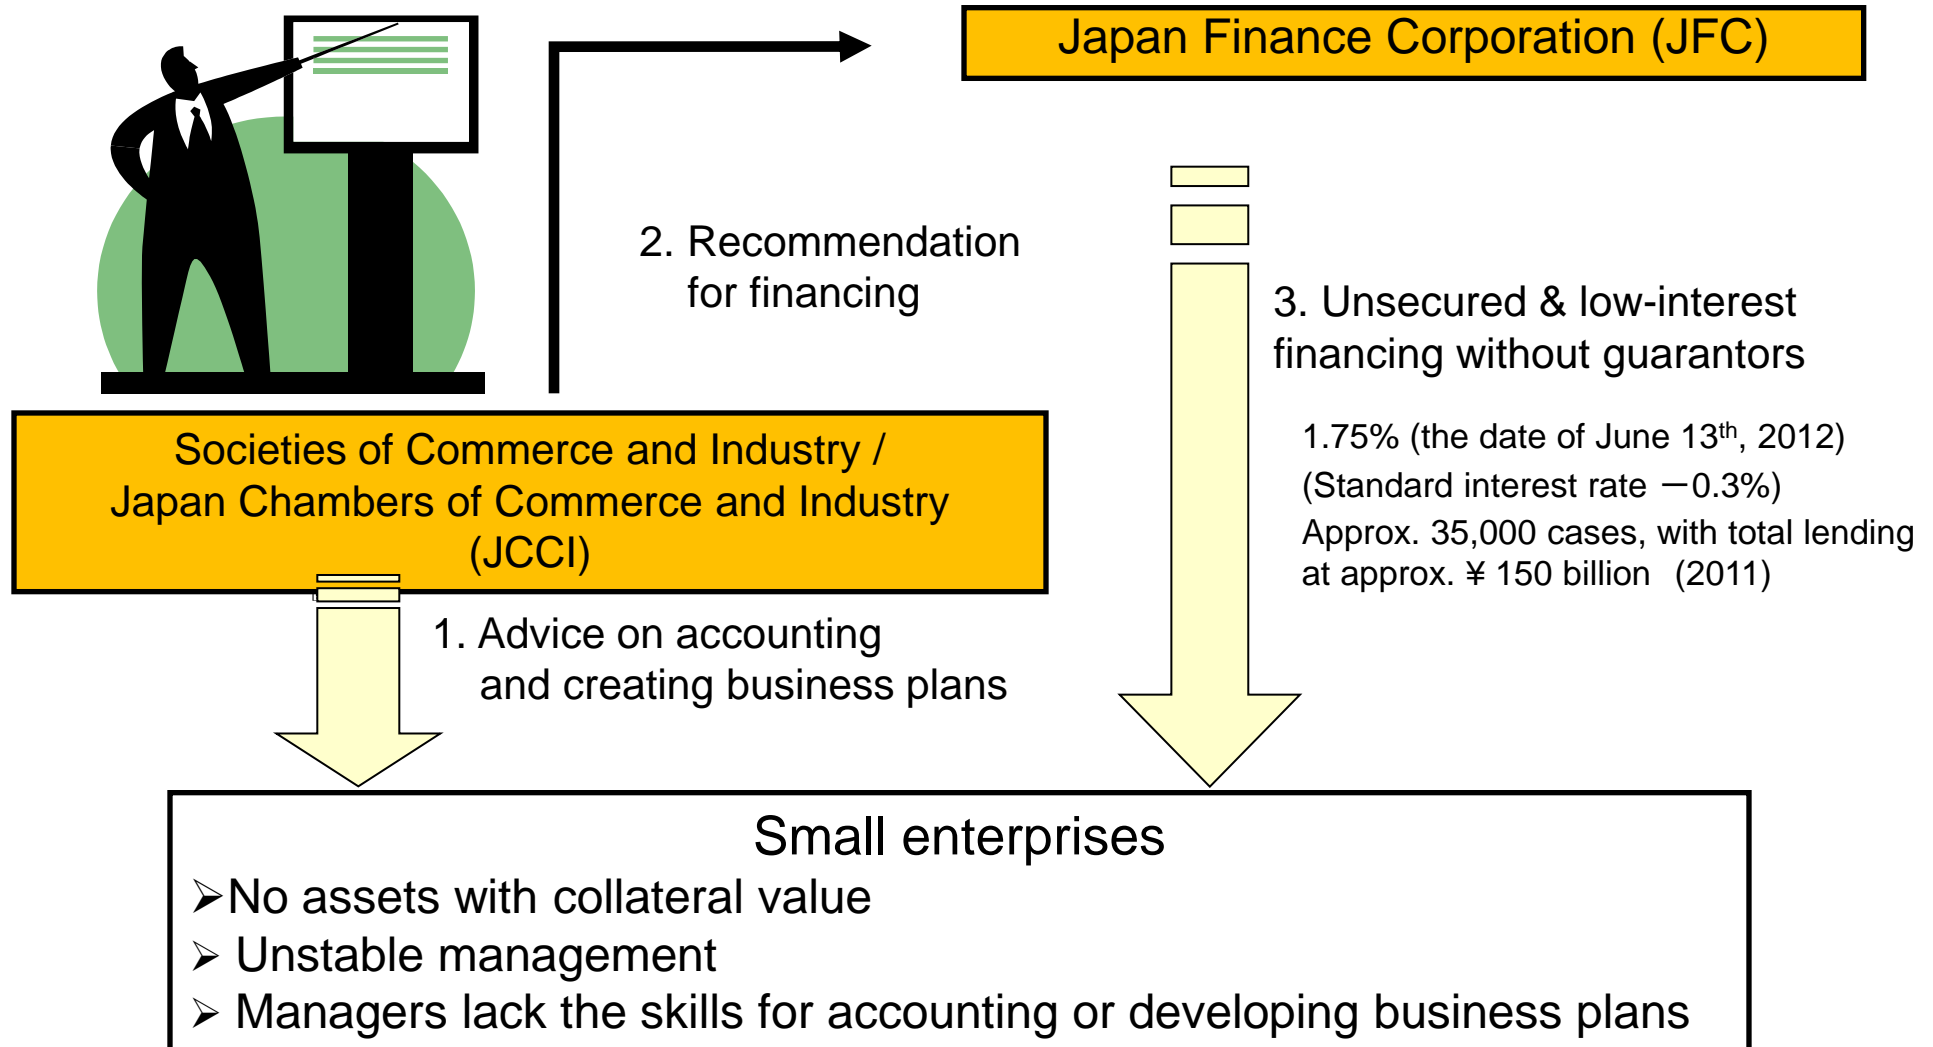 Japan Finance Corporation (JFC)
2. Recommendation
for financing
3. Unsecured & low-interest
financing without guarantors
1.75% (the date of June 13th, 2012)
(Standard interest rate －0.3%)
Approx. 35,000 cases, with total lending
at approx. ¥ 150 billion (2011)
Societies of Commerce and Industry /
Japan Chambers of Commerce and Industry
(JCCI)
1. Advice on accounting
and creating business plans
Small enterprises
➢No assets with collateral value
➢ Unstable management
➢ Managers lack the skills for accounting or developing business plans